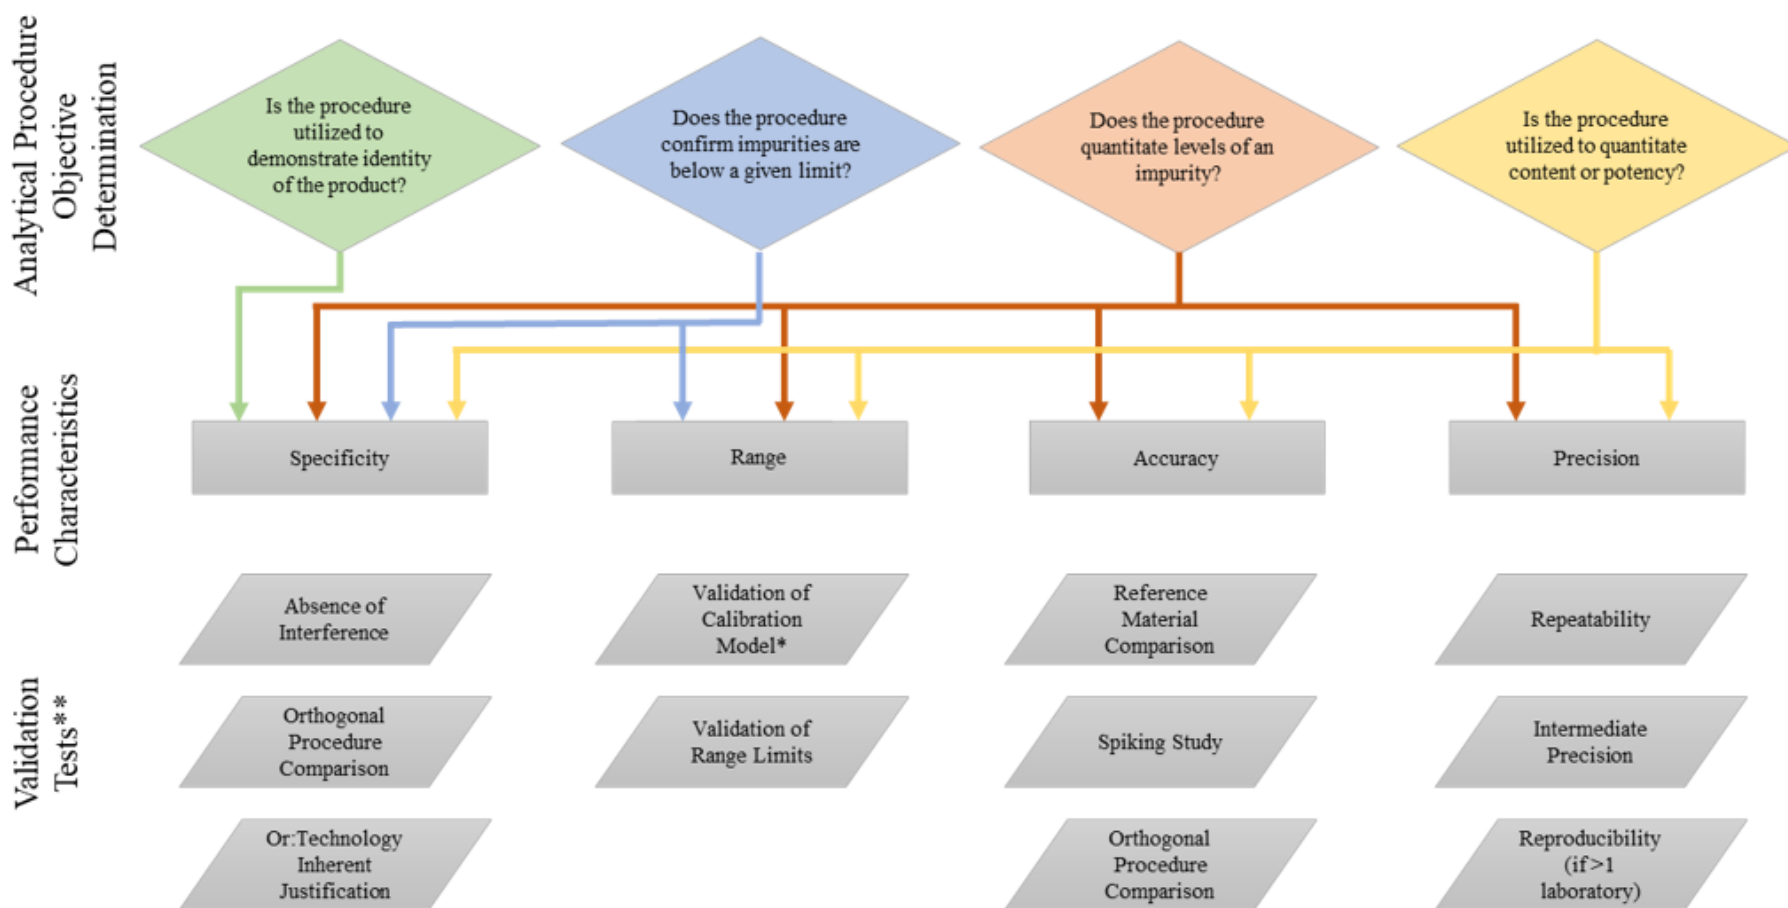 Analytical Procedure
Objective
Determination
Is the procedure
utilized to
demonstrate identity
of the product?
Does the procedure
confirm impurities are
below a given limit?
Does the procedure
quantitate levels of an
impurity?
Is the procedure
utilized to quantitate
content or potency?
Performance
Characteristics
Specificity
Range
Accuracy
Precision
Validation
Tests**
Absence of
Interference
Validation of
Calibration
Model*
Reference
Material
Comparison
Repeatability
Orthogonal
Procedure
Comparison
Validation of
Range Limits
Spiking Study
Intermediate
Precision
Or:Technology
Inherent
Justification
Orthogonal
Procedure
Comparison
Reproducibility
(if >1
laboratory)